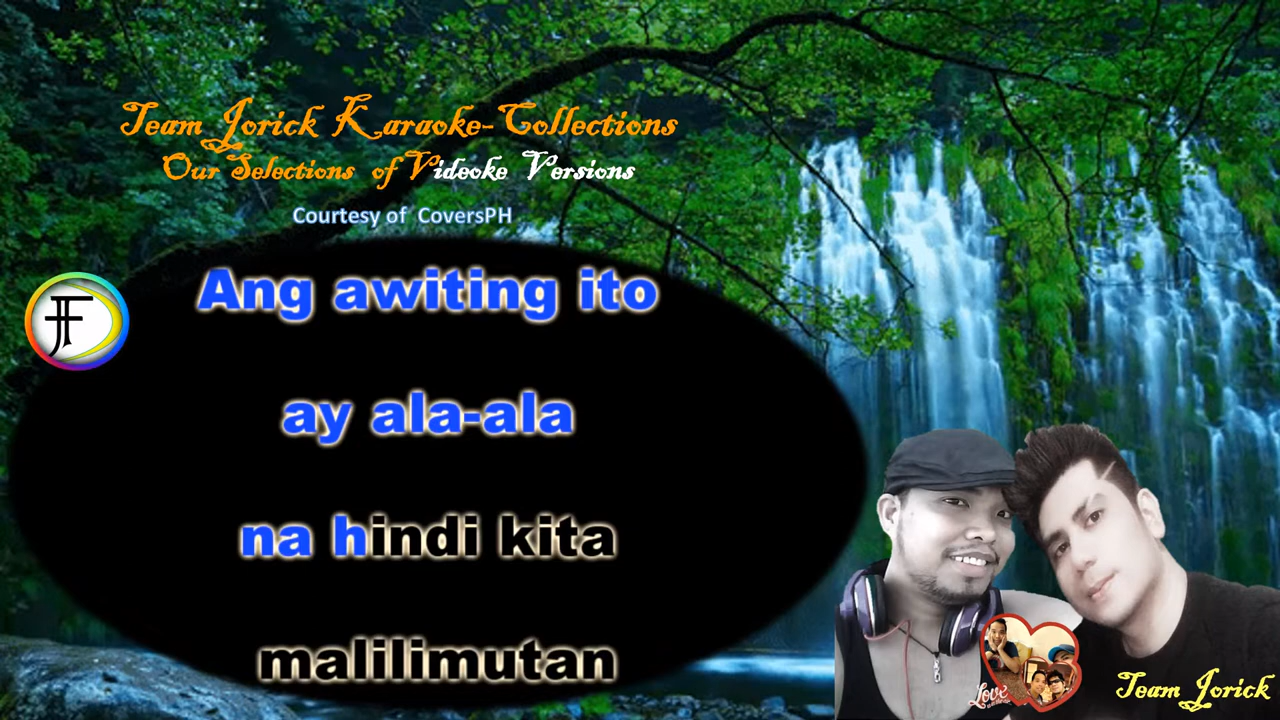 Team Jorick Karaoke-Collections
Our Selections of Videoke Versions
Courtesy of CoversPH
Ang awiting ito
ay ala-ala
na hindi kita
malilimutan
Love
Team Jorick